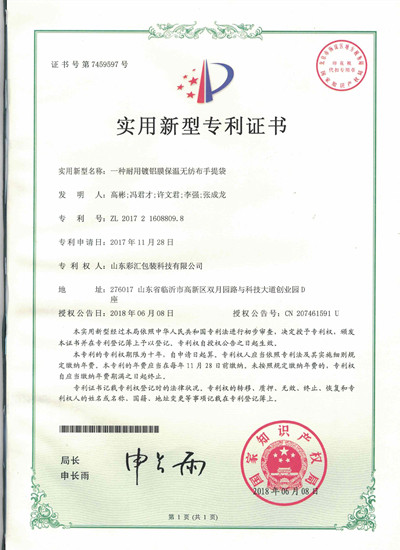 证书号第7459597号
实用新型专利证书
实用新型名称：一种耐用镀铝膜保温无纺布手提袋
发 明 人：高彬;冯君才;许文君;李强;张成龙
专 利 号：ZL 2017 2 1608809.8
专利申请日：2017年11月28日
专 利 权 人：山东彩汇包装科技有限公司
地 址：276017 山东省临沂市高新区双月园路与科技大道创业园D
座
授权公告日：2018年06月08日 授权公告号：CN 207461591 U
本实用新型经过本局依照中华人民共和国专利法进行初步审查，决定授予专利权，颁发
本证书并在专利登记簿上予以登记，专利权自授权公告之日起生效。
本专利的专利权期限为十年，自申请日起算。专利权人应当依照专利法及其实施细则规
定缴纳年费。本专利的年费应当在每年11月28日前缴纳。未按照规定缴纳年费的，专利权
自应当缴纳年费期满之日起终止。
专利证书记载专利权登记时的法律状况。专利权的转移、质押、无效、终止、恢复和专
利权人的姓名或名称、国籍、地址变更等事项记载在专利登记簿上。
局长
申长雨
申长雨
国家知识产权局
2018年06月08日
第1页(共1页)